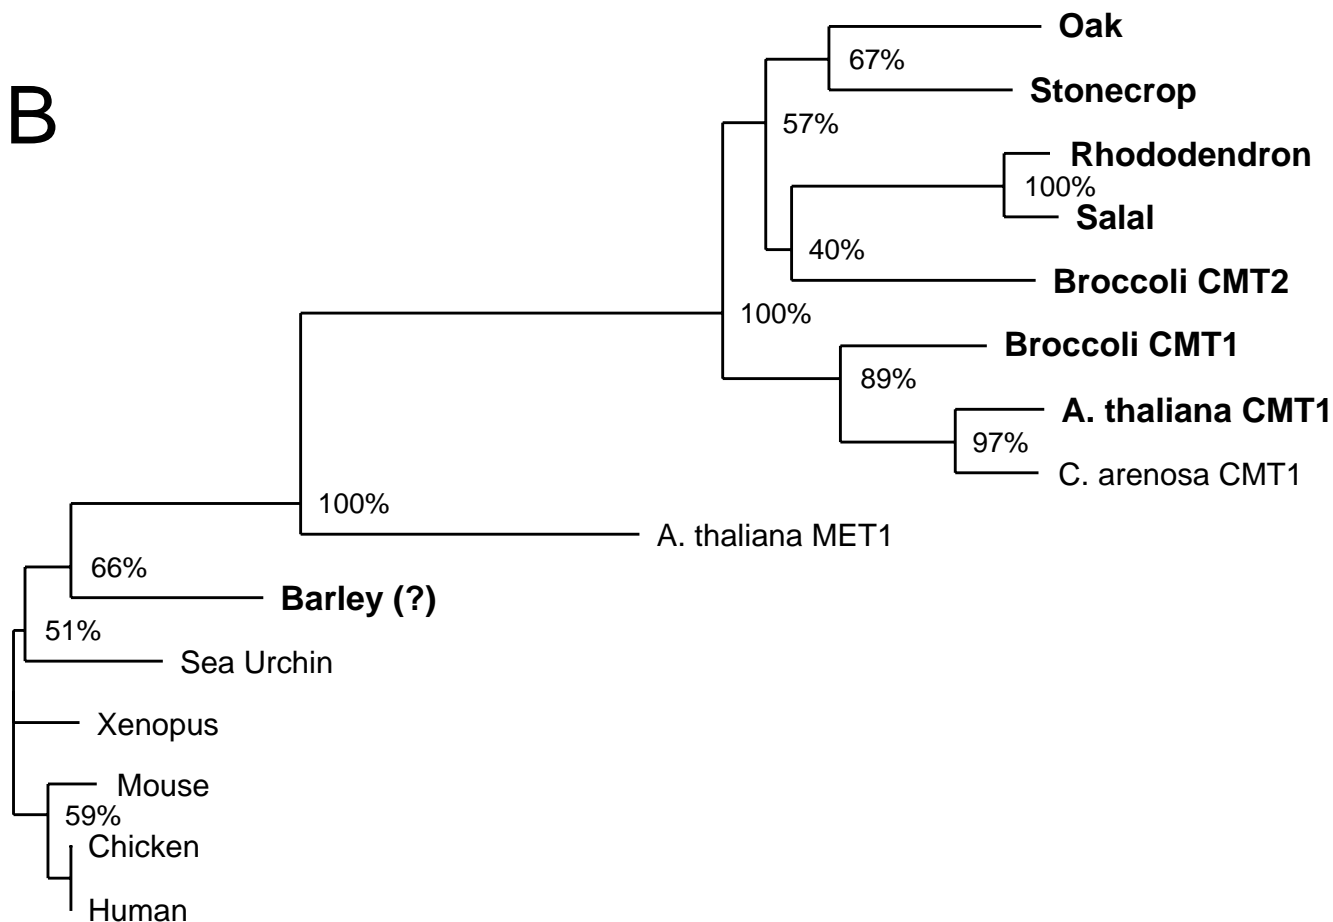 B
Oak
67%
Stonecrop
57%
Rhododendron
100%
Salal
40%
Broccoli CMT2
100%
Broccoli CMT1
89%
A. thaliana CMT1
97%
C. arenosa CMT1
100%
A. thaliana MET1
66%
Barley (?)
51%
Sea Urchin
Xenopus
Mouse
59%
Chicken
Human